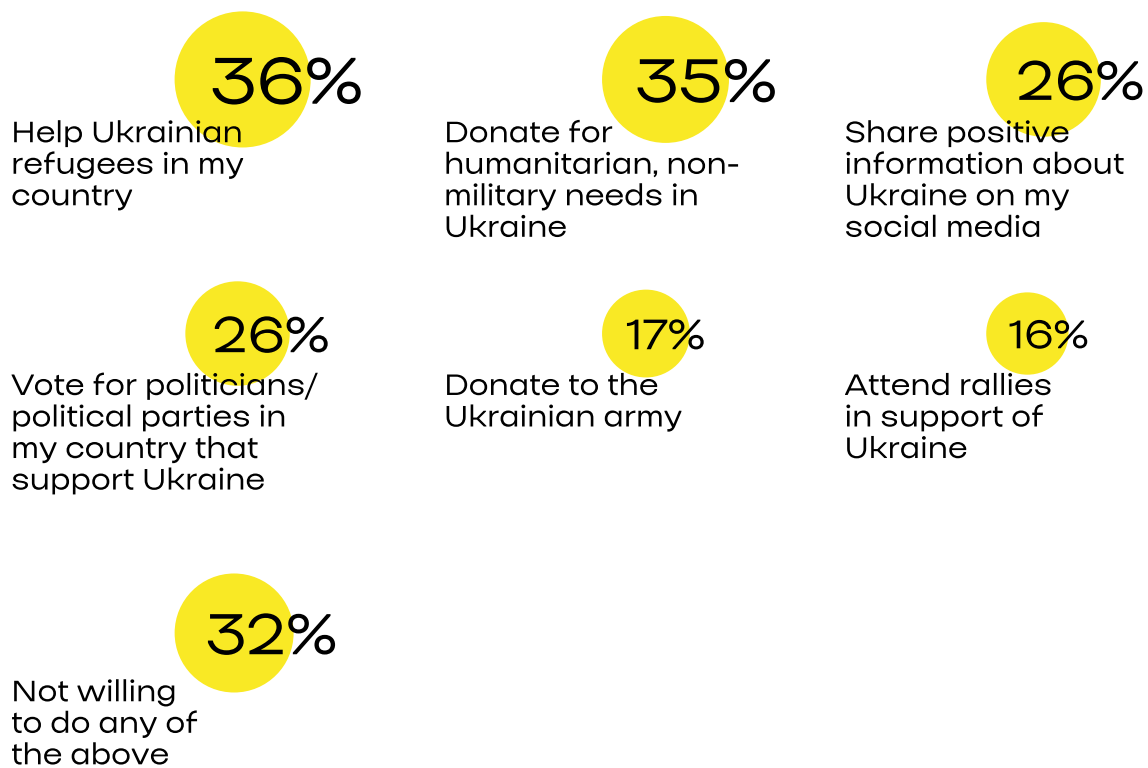 36%
Help Ukrainian
refugees in my
country
35%
Donate for
humanitarian, non-
military needs in
Ukraine
26%
Share positive
information about
Ukraine on my
social media
26%
Vote for politicians/
political parties in
my country that
support Ukraine
17%
Donate to the
Ukrainian army
16%
Attend rallies
in support of
Ukraine
32%
Not willing
to do any of
the above